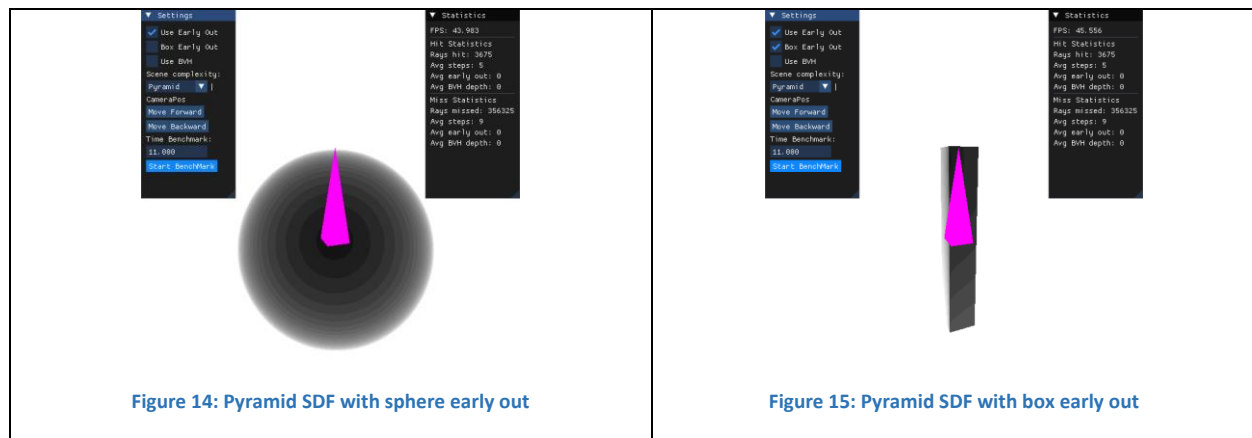 ▼ Settings
Use Early Out
Box Early Out
Use BVH
Scene complexity:
Pyramid ▼ |
CameraPos
Move Forward
Move Backward
Time Benchmark:
11.000
Start BenchMark
▼ Statistics
FPS: 43,983
Hit Statistics
Rays hit: 3675
Avg steps: 5
Avg early out: 0
Avg BVH depth: 0
Miss Statistics
Rays missed: 356325
Avg steps: 9
Avg early out: 0
Avg BVH depth: 0
Figure 14: Pyramid SDF with sphere early out
▼ Settings
Use Early Out
Box Early Out
Use BVH
Scene complexity:
Pyramid ▼ |
CameraPos
Move Forward
Move Backward
Time Benchmark:
11.000
Start BenchMark
▼ Statistics
FPS: 45.556
Hit Statistics
Rays hit: 3675
Avg steps: 5
Avg early out: 0
Avg BVH depth: 0
Miss Statistics
Rays missed: 356325
Avg steps: 9
Avg early out: 0
Avg BVH depth: 0
Figure 15: Pyramid SDF with box early out